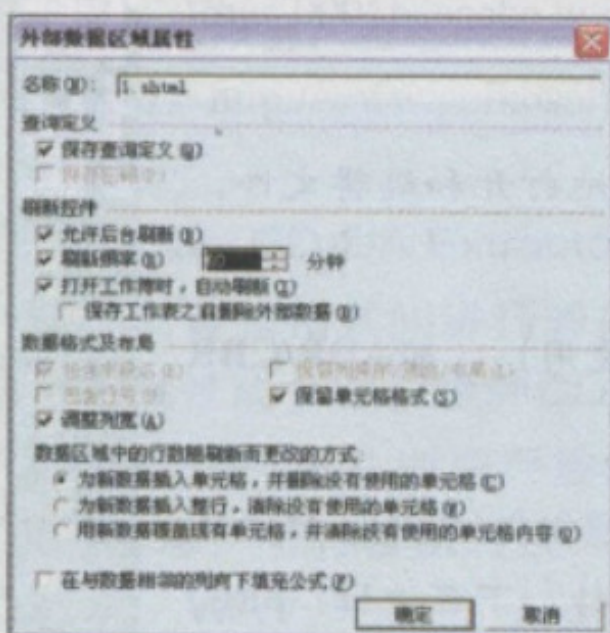 外部数据区域属性
名称(N): 1.shtml
查询定义
保存查询定义(Q)
保存密码(P)
刷新控件
允许后台刷新(B)
刷新频率(R) 分钟
打开工作簿时，自动刷新(I)
保存工作表之前删除外部数据(D)
数据格式及布局
调整列宽(A) 保留单元格格式(S)
数据区域中的行数随刷新而更改的方式
为新数据插入单元格，并删除没有使用的单元格(C)
为新数据插入整行，清除没有使用的单元格(W)
用新数据覆盖现有单元格，并清除没有使用的单元格内容(O)
在与数据相邻的列向下填充公式(F)
确定 取消